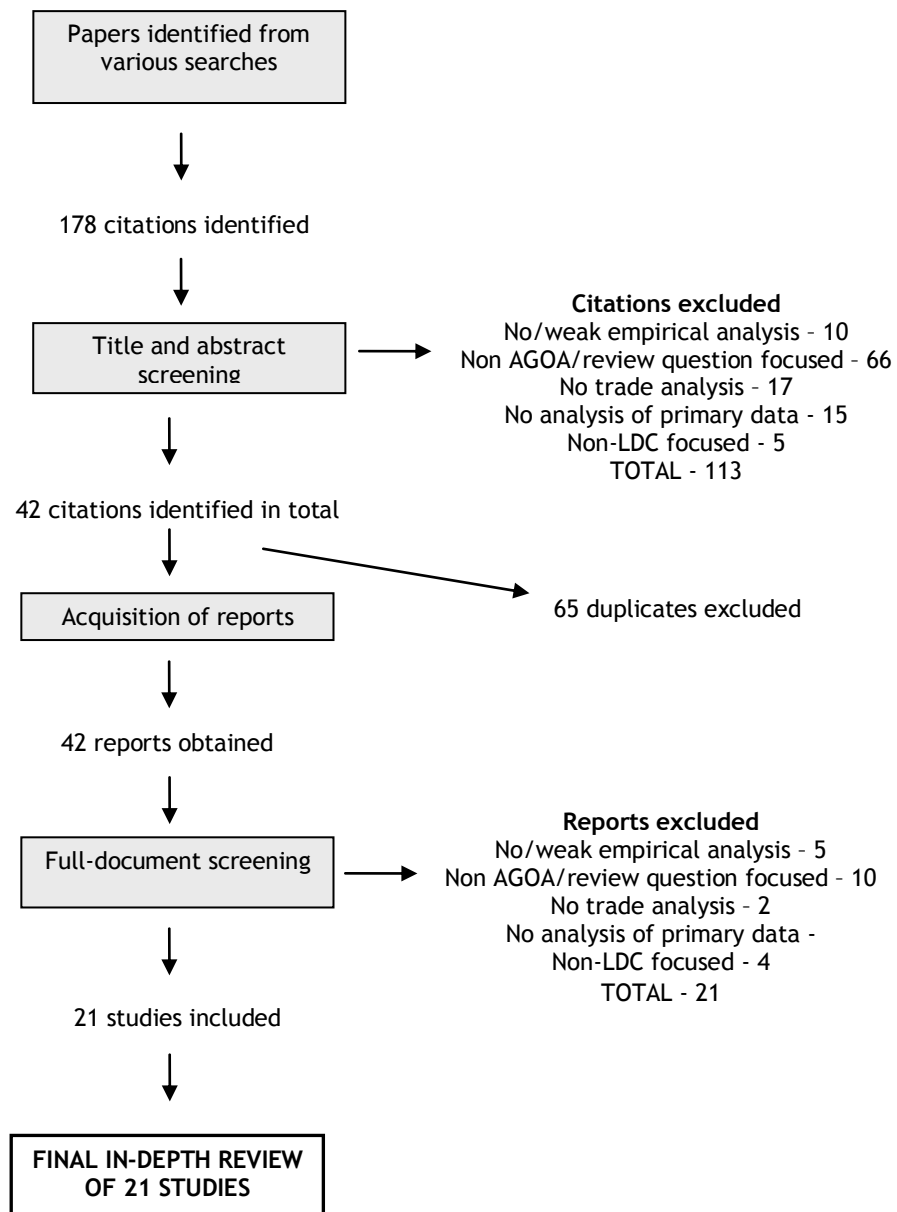 Papers identified from
various searches
178 citations identified
Title and abstract
screening
Citations excluded
No/weak empirical analysis – 10
Non AGOA/review question focused – 66
No trade analysis – 17
No analysis of primary data - 15
Non-LDC focused - 5
TOTAL - 113
42 citations identified in total
65 duplicates excluded
Acquisition of reports
42 reports obtained
Full-document screening
Reports excluded
No/weak empirical analysis – 5
Non AGOA/review question focused – 10
No trade analysis – 2
No analysis of primary data -
Non-LDC focused - 4
TOTAL - 21
21 studies included
FINAL IN-DEPTH REVIEW
OF 21 STUDIES